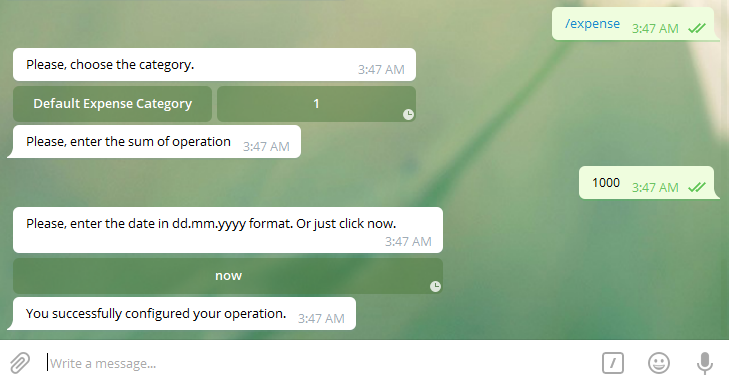 /expense 3:47 AM
Please, choose the category. 3:47 AM
Default Expense Category 1
Please, enter the sum of operation 3:47 AM
1000 3:47 AM
Please, enter the date in dd.mm.yyyy format. Or just click now.
3:47 AM
now
You successfully configured your operation. 3:47 AM
Write a message...
/